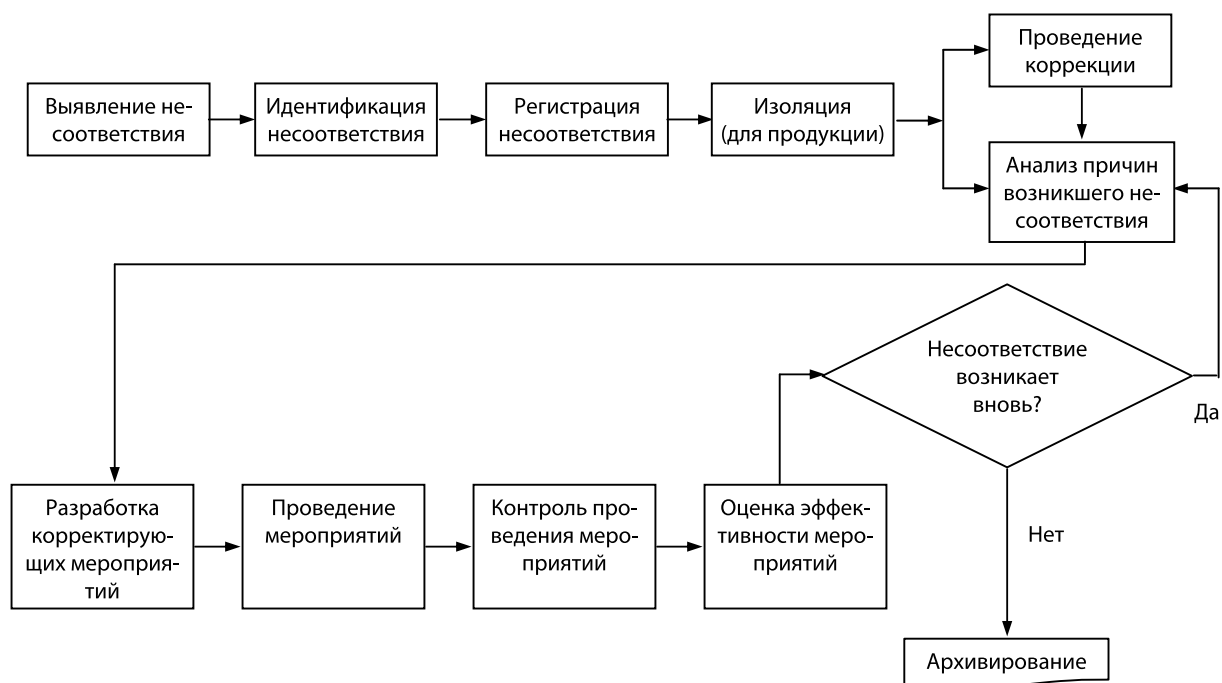 Проведение
коррекции
Выявление не-
соответствия
Идентификация
несоответствия
Регистрация
несоответствия
Изоляция
(для продукции)
Анализ причин
возникшего не-
соответствия
Несоответствие
возникает
вновь?
Да
Разработка
корректирую-
щих мероприя-
тий
Проведение
мероприятий
Контроль про-
ведения меро-
приятий
Оценка эффек-
тивности меро-
приятий
Нет
Архивирование